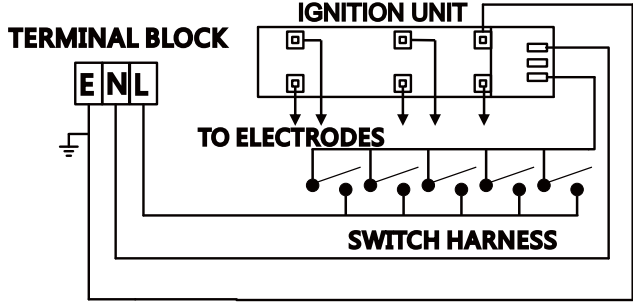 IGNITION UNIT
TERMINAL BLOCK
E N L
TO ELECTRODES
SWITCH HARNESS